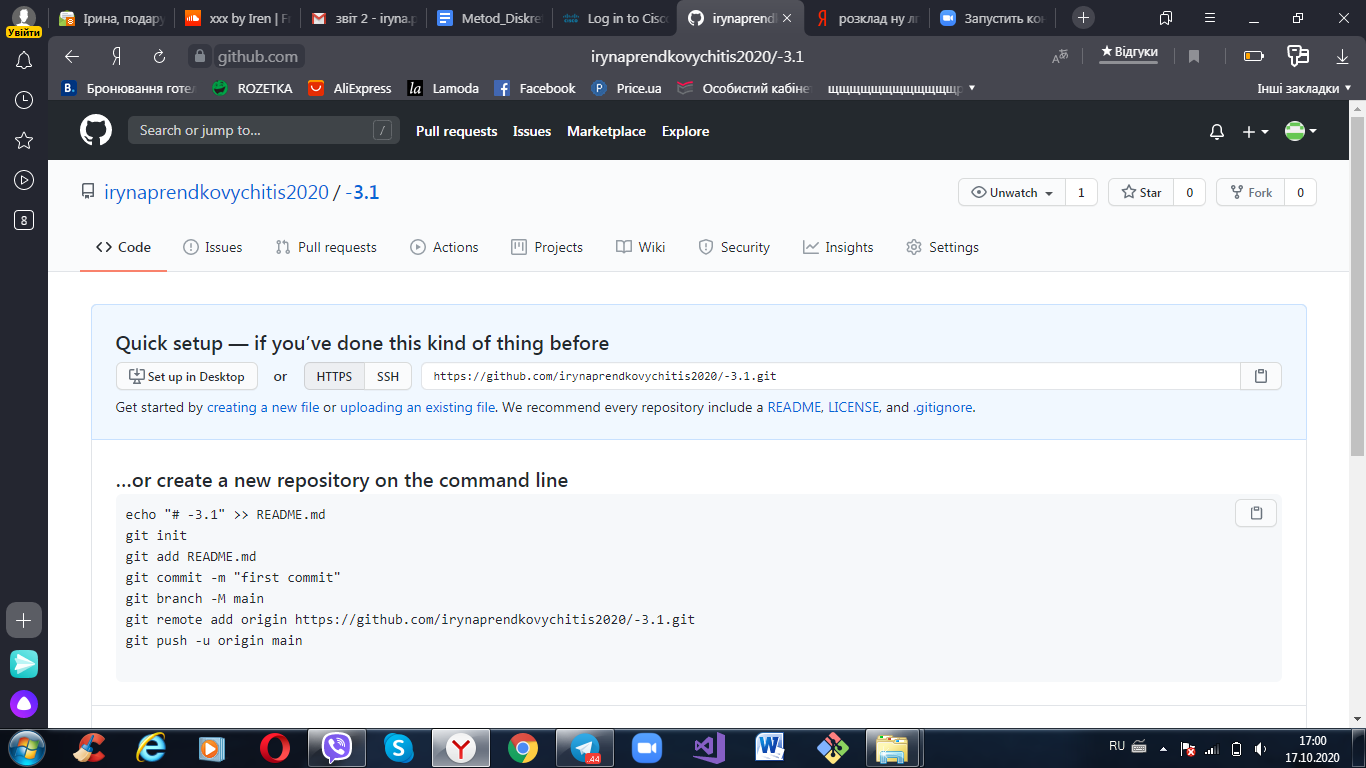 Ірина, подару
xxx by Iren | Fr
звіт 2 - iryna.p
Metod_Diskre
Log in to Cisc
irynaprend
розклад ну л
Запустить кон
Увійти
github.com
irynaprendkovychitis2020/-3.1
Відгуки
B. Бронювання готел
ROZETKA
AliExpress
la Lamoda
Facebook
Price.ua
Особистий кабінет
Інші закладки
Search or jump to...
/
Pull requests
Issues
Marketplace
Explore
8
irynaprendkovychitis2020 / -3.1
Unwatch 1
Star 0
Fork 0
Code
Issues
Pull requests
Actions
Projects
Wiki
Security
Insights
Settings
Quick setup — if you’ve done this kind of thing before
Set up in Desktop or HTTPS SSH https://github.com/irynaprendkovychitis2020/-3.1.git
Get started by creating a new file or uploading an existing file. We recommend every repository include a README, LICENSE, and .gitignore.
…or create a new repository on the command line
echo "# -3.1" >> README.md
git init
git add README.md
git commit -m "first commit"
git branch -M main
git remote add origin https://github.com/irynaprendkovychitis2020/-3.1.git
git push -u origin main
.44
RU
17:00
17.10.2020